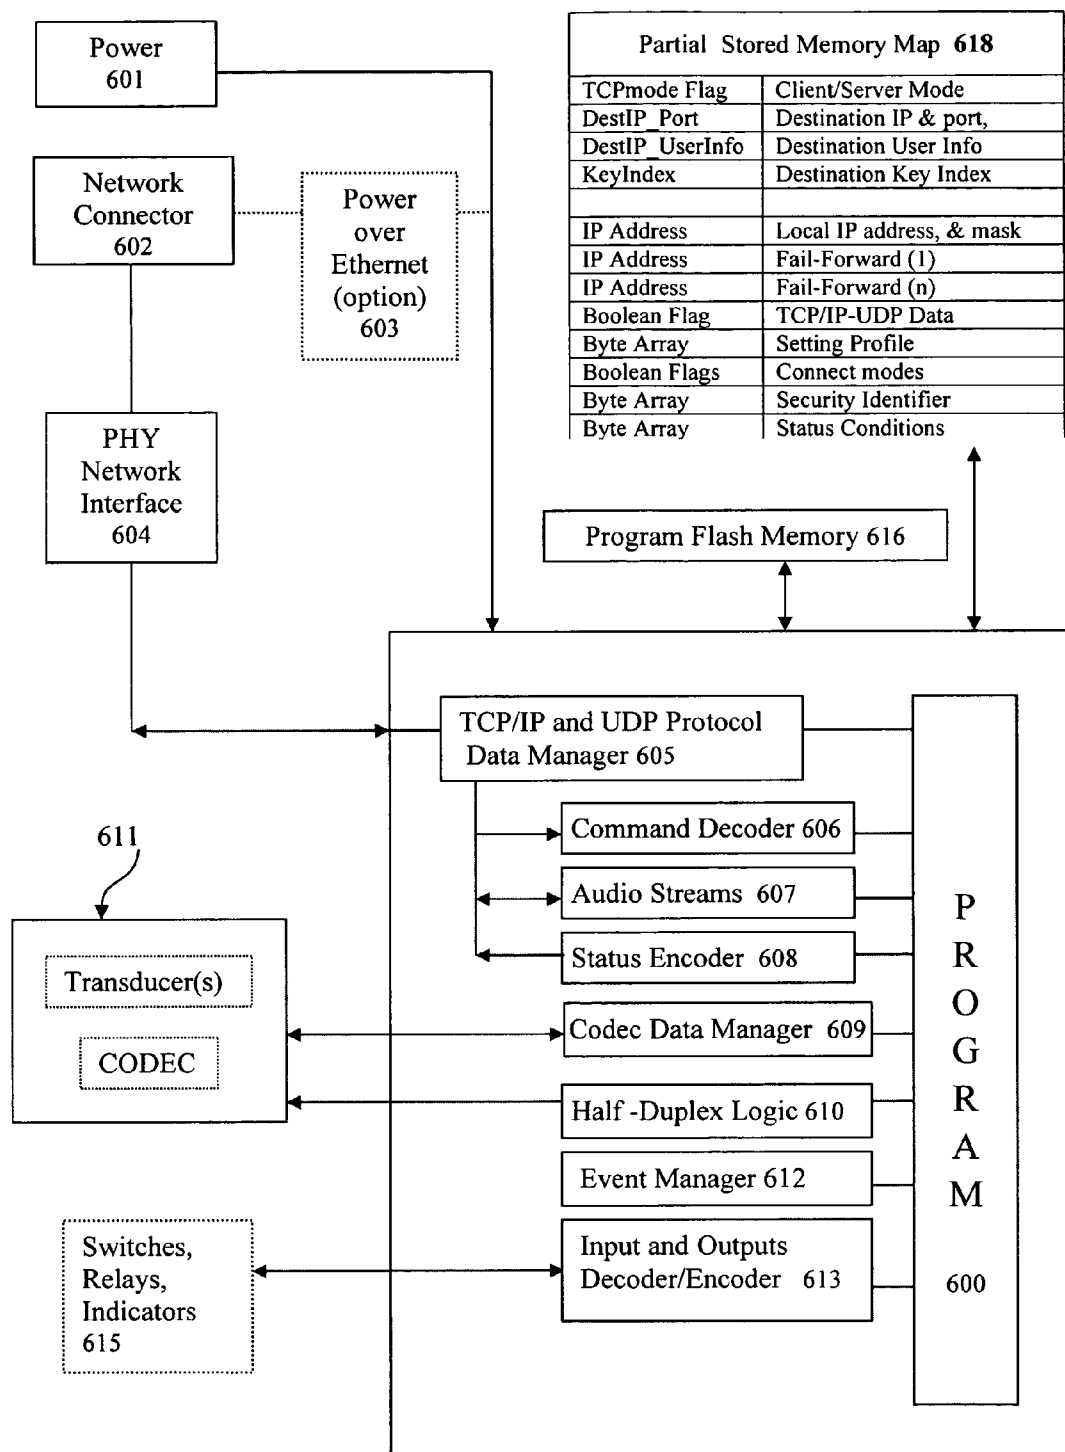 Power
601
Partial Stored Memory Map 618
TCPmode Flag Client/Server Mode
DestIP_Port Destination IP & port,
DestIP_UserInfo Destination User Info
KeyIndex Destination Key Index
IP Address Local IP address, & mask
IP Address Fail-Forward (1)
IP Address Fail-Forward (n)
Boolean Flag TCP/IP-UDP Data
Byte Array Setting Profile
Boolean Flags Connect modes
Byte Array Security Identifier
Byte Array Status Conditions
Network
Connector
602
Power
over
Ethernet
(option)
603
PHY
Network
Interface
604
Program Flash Memory 616
TCP/IP and UDP Protocol
Data Manager 605
Command Decoder 606
Audio Streams 607
Status Encoder 608
Codec Data Manager 609
Half -Duplex Logic 610
Event Manager 612
Input and Outputs
Decoder/Encoder 613
611
Transducer(s)
CODEC
Switches,
Relays,
Indicators
615
PROGRAM
600